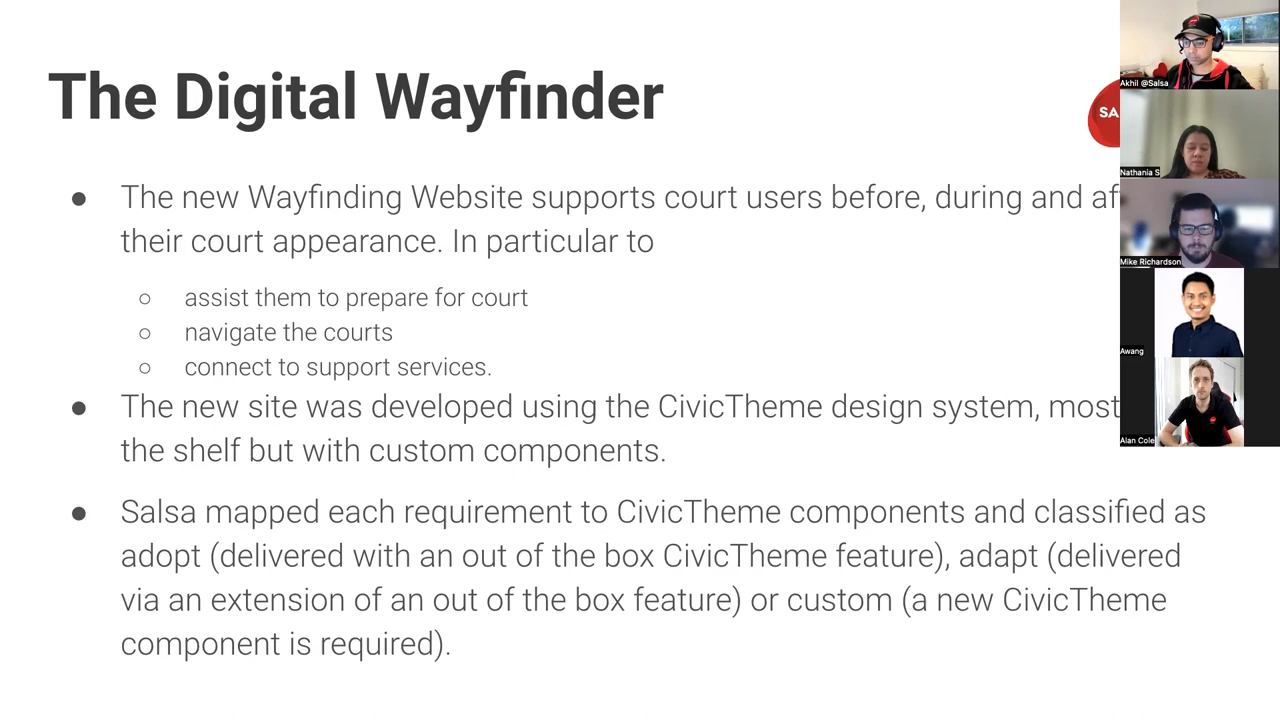 The Digital Wayfinder
SA
● The new Wayfinding Website supports court users before, during and af
their court appearance. In particular to
○ assist them to prepare for court
○ navigate the courts
○ connect to support services.
● The new site was developed using the CivicTheme design system, most
the shelf but with custom components.
● Salsa mapped each requirement to CivicTheme components and classified as
adopt (delivered with an out of the box CivicTheme feature), adapt (delivered
via an extension of an out of the box feature) or custom (a new CivicTheme
component is required).
Akhil @Salsa
Nathania S
Mike Richardson
Awang
Alan Cole